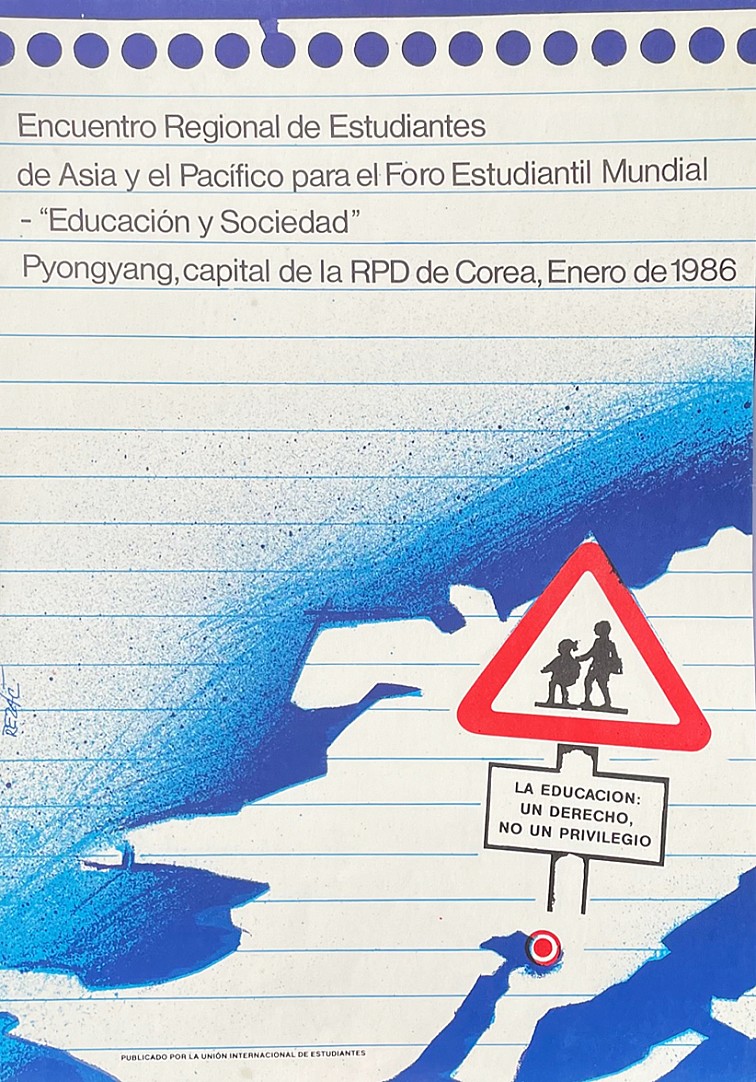 Encuentro Regional de Estudiantes
de Asia y el Pacífico para el Foro Estudiantil Mundial
- “Educación y Sociedad”
Pyongyang, capital de la RPD de Corea, Enero de 1986
LA EDUCACION:
UN DERECHO,
NO UN PRIVILEGIO
PUBLICADO POR LA UNIÓN INTERNACIONAL DE ESTUDIANTES